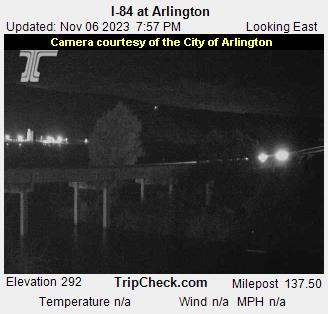 I-84 at Arlington
Updated: Nov 06 2023 7:57 PM Looking East
Camera courtesy of the City of Arlington
Elevation 292 TripCheck.com Milepost 137.50
Temperature n/a Wind n/a MPH n/a